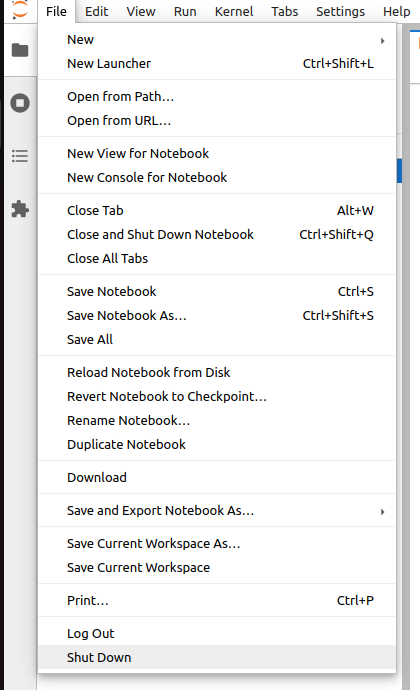 File Edit View Run Kernel Tabs Settings Help
New
New Launcher Ctrl+Shift+L
Open from Path…
Open from URL…
New View for Notebook
New Console for Notebook
Close Tab Alt+W
Close and Shut Down Notebook Ctrl+Shift+Q
Close All Tabs
Save Notebook Ctrl+S
Save Notebook As… Ctrl+Shift+S
Save All
Reload Notebook from Disk
Revert Notebook to Checkpoint…
Rename Notebook…
Duplicate Notebook
Download
Save and Export Notebook As…
Save Current Workspace As…
Save Current Workspace
Print… Ctrl+P
Log Out
Shut Down